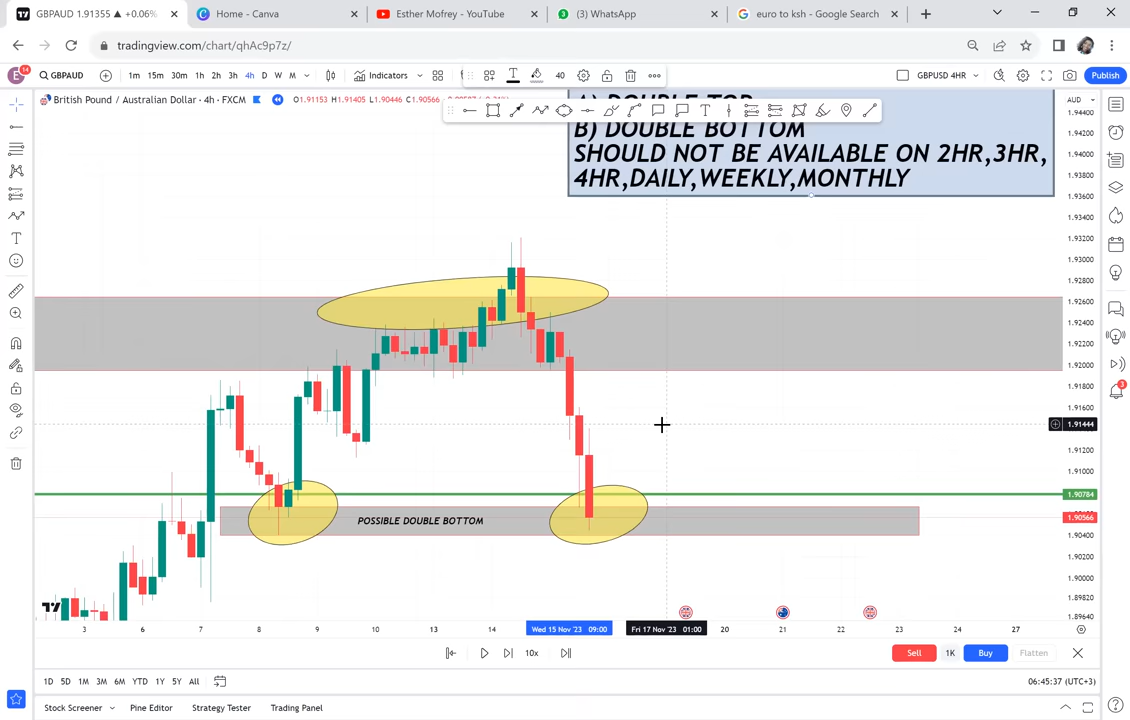 GBPAUD 1.91355 ▲ +0.06%
Home - Canva
Esther Mofrey - YouTube
(3) WhatsApp
euro to ksh - Google Search
tradingview.com/chart/qhAc9p7z/
E 14 GBPAUD 1m 15m 30m 1h 2h 3h 4h D W M Indicators 40 GBPUSD 4HR Publish
British Pound / Australian Dollar · 4h · FXCM O1.91153 H1.91405 L1.90446 C1.90566
AUD
B) DOUBLE BOTTOM
SHOULD NOT BE AVAILABLE ON 2HR,3HR,
4HR,DAILY,WEEKLY,MONTHLY
1.94400
1.94200
1.94000
1.93800
1.93600
1.93400
1.93200
1.93000
1.92800
1.92600
1.92400
1.92200
1.92000
1.91800
1.91600
1.91444
1.91200
1.91000
1.90784
1.90566
1.90400
1.90200
1.90000
1.89820
1.89640
POSSIBLE DOUBLE BOTTOM
3 6 7 8 9 10 13 14 Wed 15 Nov '23 09:00 Fri 17 Nov '23 01:00 20 21 22 23 24 27
10x
Sell 1K Buy Flatten
1D 5D 1M 3M 6M YTD 1Y 5Y All
06:45:37 (UTC+3)
Stock Screener Pine Editor Strategy Tester Trading Panel
3